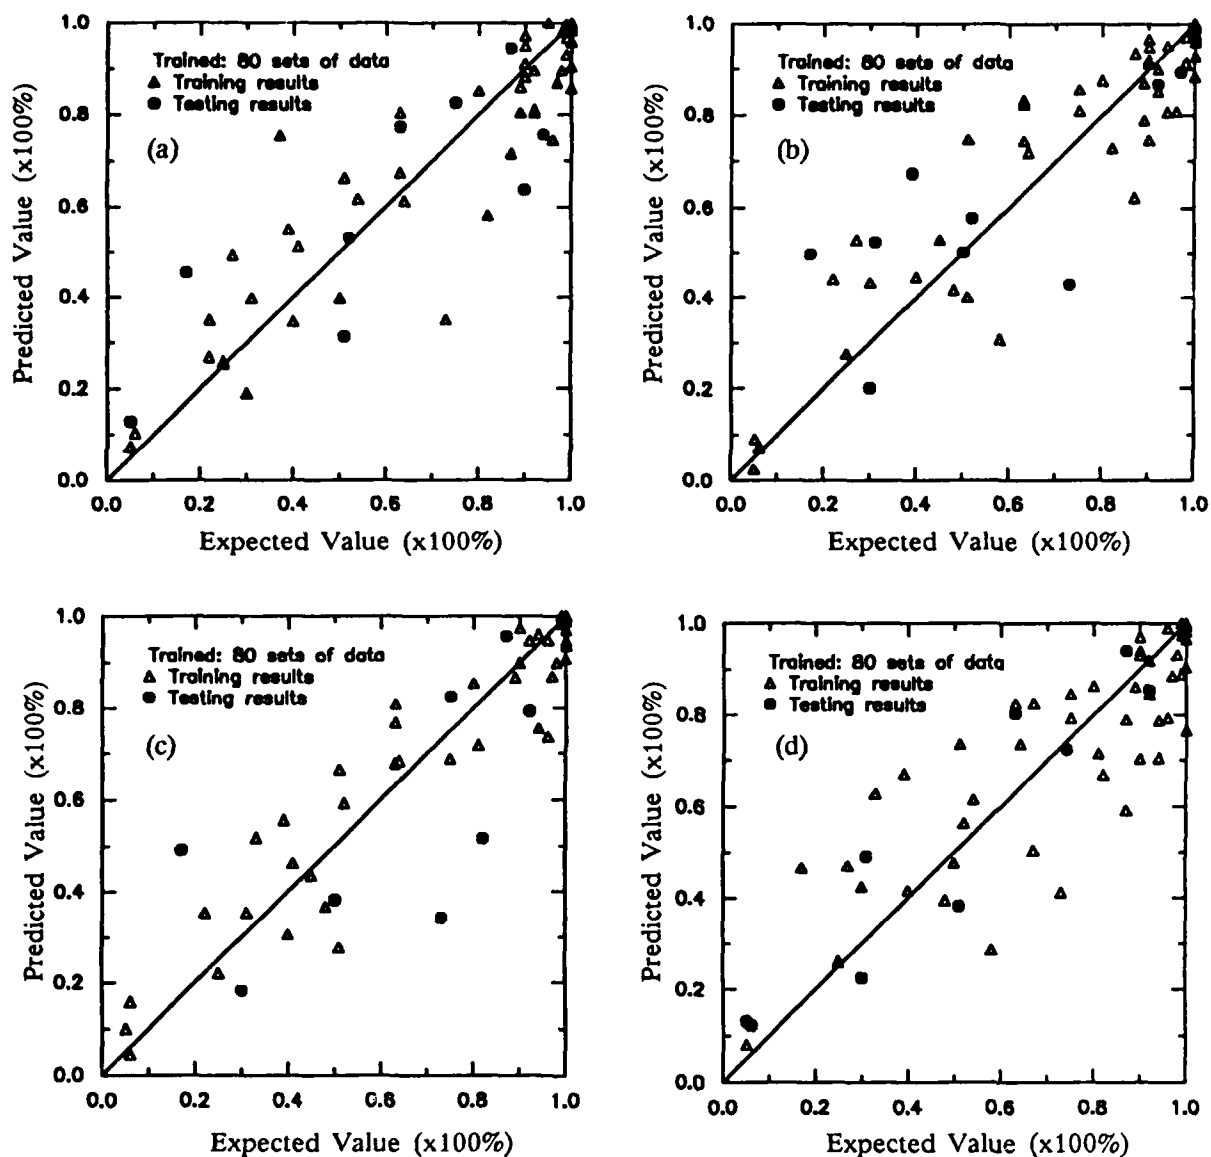 Trained: 80 sets of data
Training results
Testing results
(a)
Predicted Value (x100%)
1.0
0.8
0.6
0.4
0.2
0.0
0.0 0.2 0.4 0.6 0.8 1.0
Expected Value (x100%)
Trained: 80 sets of data
Training results
Testing results
(b)
Predicted Value (x100%)
1.0
0.8
0.6
0.4
0.2
0.0
0.0 0.2 0.4 0.6 0.8 1.0
Expected Value (x100%)
Trained: 80 sets of data
Training results
Testing results
(c)
Predicted Value (x100%)
1.0
0.8
0.6
0.4
0.2
0.0
0.0 0.2 0.4 0.6 0.8 1.0
Expected Value (x100%)
Trained: 80 sets of data
Training results
Testing results
(d)
Predicted Value (x100%)
1.0
0.8
0.6
0.4
0.2
0.0
0.0 0.2 0.4 0.6 0.8 1.0
Expected Value (x100%)